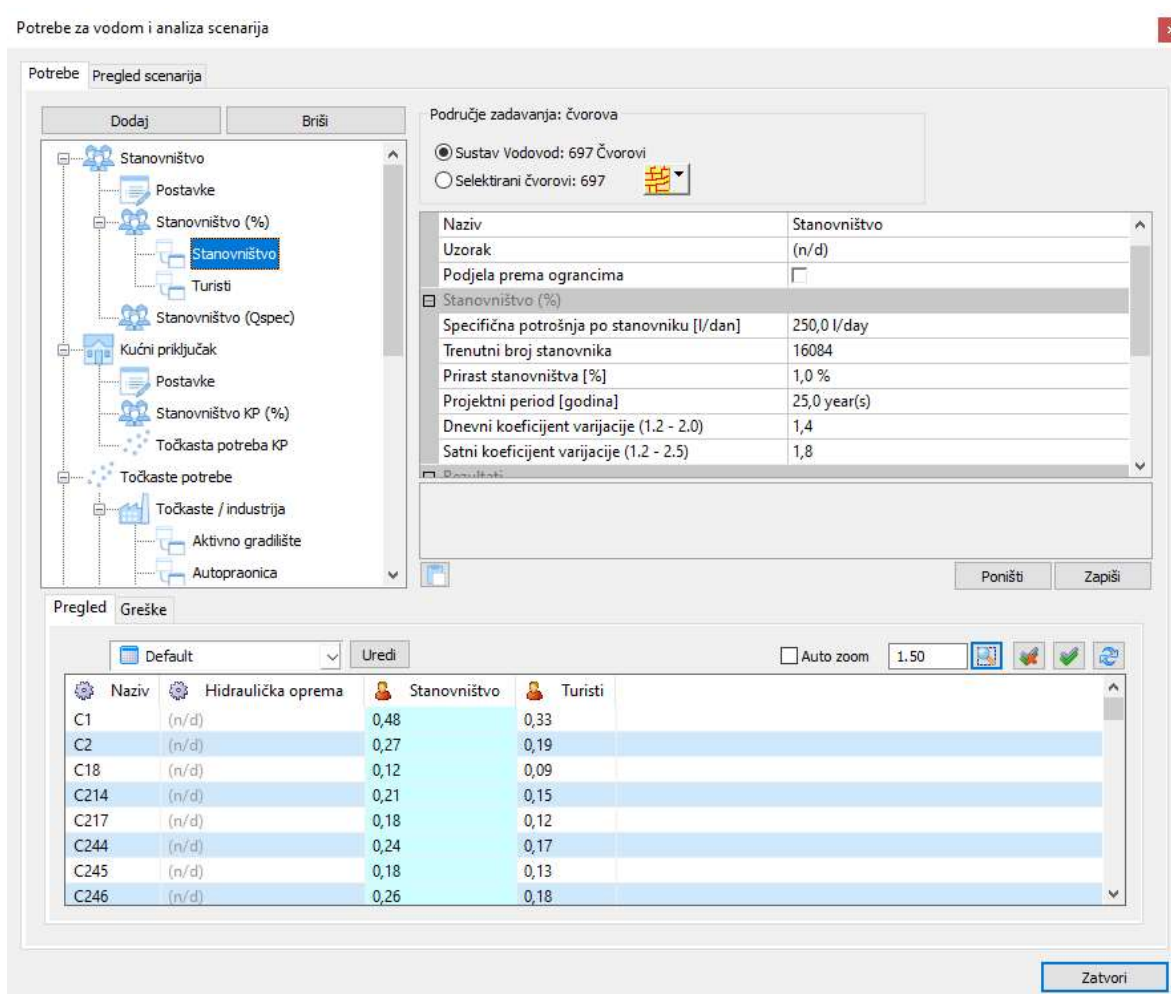 Potrebe za vodom i analiza scenarija
Potrebe Pregled scenarija
Dodaj Briši
Stanovništvo
Postavke
Stanovništvo (%)
Stanovništvo
Turisti
Stanovništvo (Qspec)
Kućni priključak
Postavke
Stanovništvo KP (%)
Točkasta potreba KP
Točkaste potrebe
Točkaste / industrija
Aktivno gradilište
Autopraonica
Područje zadavanja: čvorova
Sustav Vodovod: 697 Čvorovi
Selektirani čvorovi: 697
Naziv Stanovništvo
Uzorak (n/d)
Podjela prema ograncima
Stanovništvo (%)
Specifična potrošnja po stanovniku [l/dan] 250,0 l/day
Trenutni broj stanovnika 16084
Prirast stanovništva [%] 1,0 %
Projektni period [godina] 25,0 year(s)
Dnevni koeficijent varijacije (1.2 - 2.0) 1,4
Satni koeficijent varijacije (1.2 - 2.5) 1,8
Rezultati
Poništi Zapiši
Pregled Greške
Default Uredi Auto zoom 1.50
Naziv Hidraulička oprema Stanovništvo Turisti
C1 (n/d) 0,48 0,33
C2 (n/d) 0,27 0,19
C18 (n/d) 0,12 0,09
C214 (n/d) 0,21 0,15
C217 (n/d) 0,18 0,12
C244 (n/d) 0,24 0,17
C245 (n/d) 0,18 0,13
C246 (n/d) 0,26 0,18
Zatvori